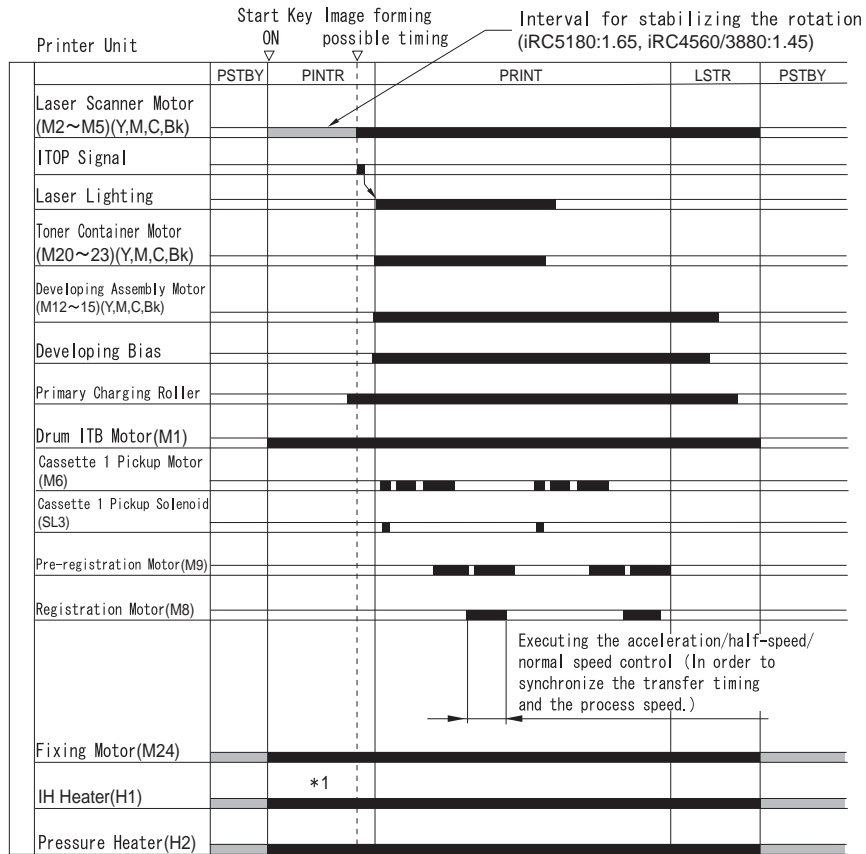 Start Key ON
Image forming possible timing
Interval for stabilizing the rotation
(iRC5180:1.65, iRC4560/3880:1.45)
Printer Unit
PSTBY PINTR PRINT LSTR PSTBY
Laser Scanner Motor
(M2～M5)(Y,M,C,Bk)
ITOP Signal
Laser Lighting
Toner Container Motor
(M20～23)(Y,M,C,Bk)
Developing Assembly Motor
(M12～15)(Y,M,C,Bk)
Developing Bias
Primary Charging Roller
Drum ITB Motor(M1)
Cassette 1 Pickup Motor
(M6)
Cassette 1 Pickup Solenoid
(SL3)
Pre-registration Motor(M9)
Registration Motor(M8)
Executing the acceleration/half-speed/
normal speed control (In order to
synchronize the transfer timing
and the process speed.)
Fixing Motor(M24)
*1
IH Heater(H1)
Pressure Heater(H2)